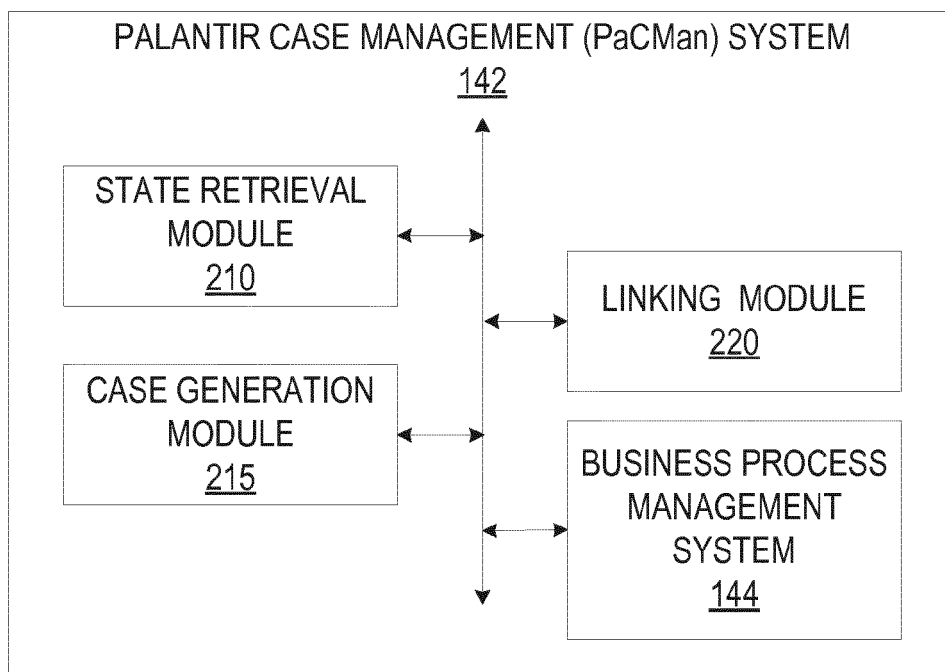 PALANTIR CASE MANAGEMENT (PaCMan) SYSTEM
142
STATE RETRIEVAL
MODULE
210
LINKING MODULE
220
CASE GENERATION
MODULE
215
BUSINESS PROCESS
MANAGEMENT
SYSTEM
144